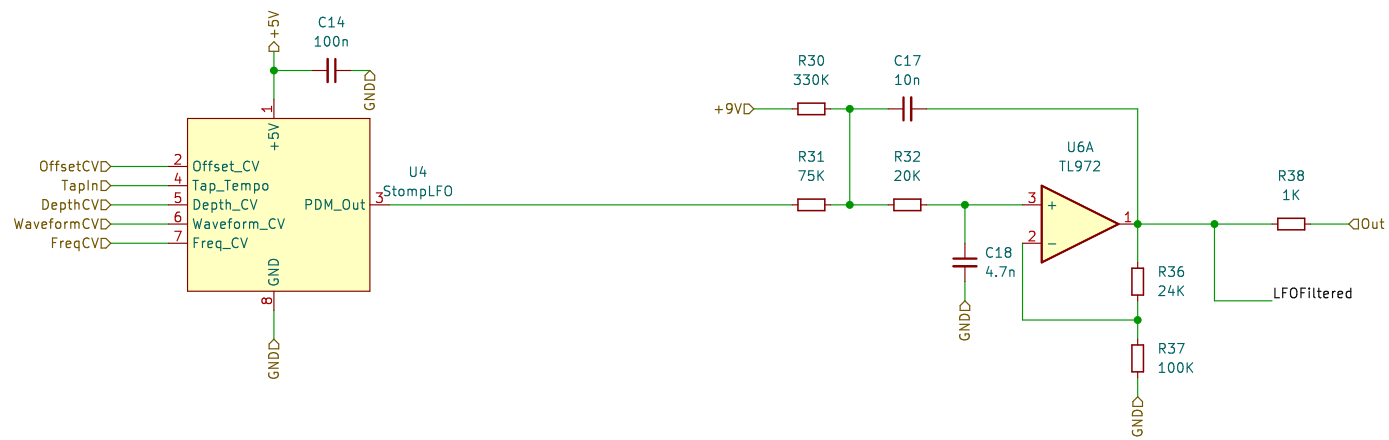 +5V
C14
100n
GND
1
+5V
OffsetCV
2
Offset_CV
TapIn
4
Tap_Tempo
DepthCV
5
Depth_CV
WaveformCV
6
Waveform_CV
FreqCV
7
Freq_CV
PDM_Out
3
U4
StompLFO
GND
8
GND
+9V
R30
330K
C17
10n
R31
75K
R32
20K
C18
4.7n
GND
U6A
TL972
3
+
2
−
1
R36
24K
R37
100K
GND
R38
1K
Out
LFOFiltered